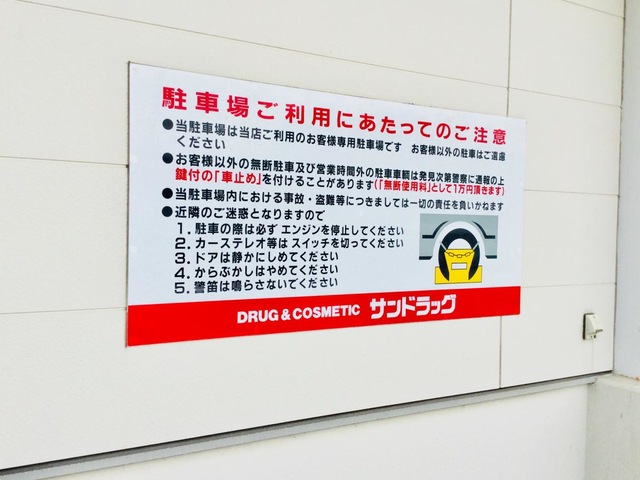 駐車場ご利用にあたってのご注意
●当駐車場は当店ご利用のお客様専用駐車場です お客様以外の駐車はご遠慮
ください
●お客様以外の無断駐車及び営業時間外の駐車車輌は発見次第警察に通報の上
鍵付の「車止め」を付けることがあります(「無断使用料」として1万円頂きます)
●当駐車場内における事故・盗難等につきましては一切の責任を負いかねます
●近隣のご迷惑となりますので
1. 駐車の際は必ず エンジンを停止してください
2. カーステレオ等は スイッチを切ってください
3. ドアは静かにしめてください
4. からぶかしはやめてください
5. 警笛は鳴らさないでください
DRUG & COSMETIC サンドラッグ